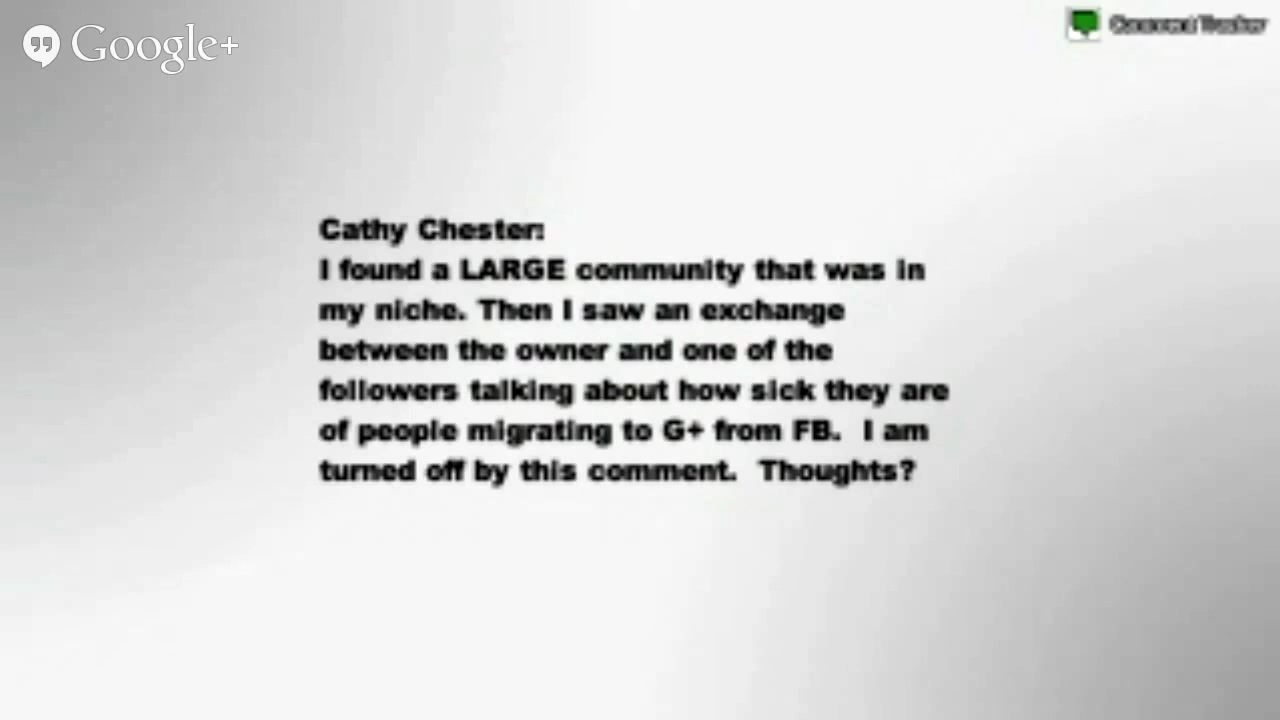 Google+
Comment Tracker
Cathy Chester:
I found a LARGE community that was in
my niche. Then I saw an exchange
between the owner and one of the
followers talking about how sick they are
of people migrating to G+ from FB.  I am
turned off by this comment.  Thoughts?